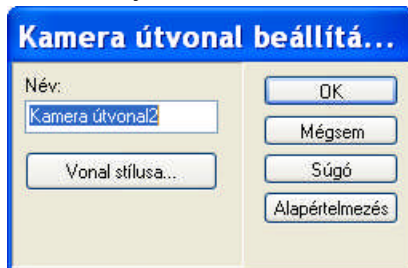 Kamera útvonal beállítá...
Név:
Kamera útvonal2
Vonal stílusa...
OK
Mégsem
Súgó
Alapértelmezés